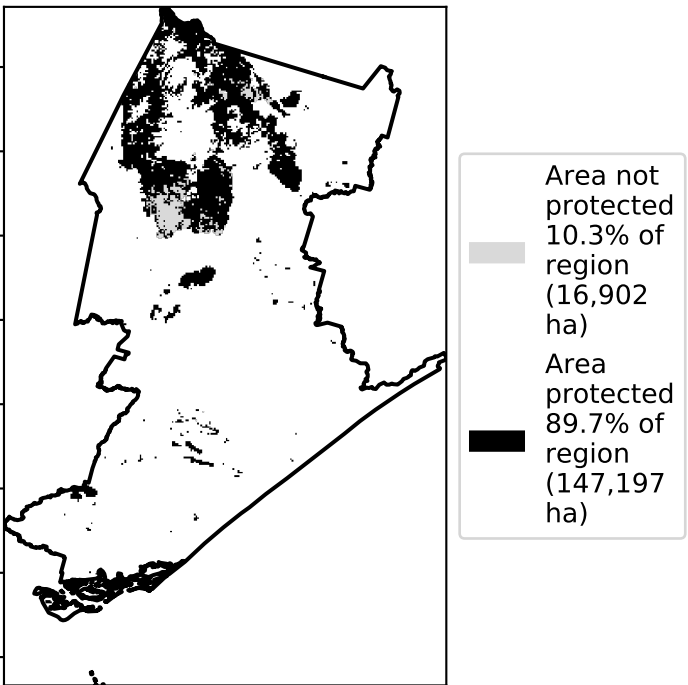 Area not
protected
10.3% of
region
(16,902
ha)
Area
protected
89.7% of
region
(147,197
ha)